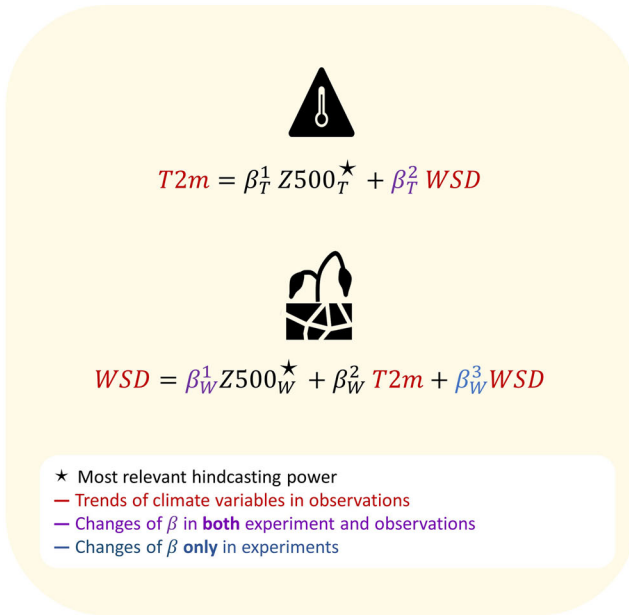 T2m = β_T^1 Z500_T^★ + β_T^2 WSD
WSD = β_W^1 Z500_W^★ + β_W^2 T2m + β_W^3 WSD
★ Most relevant hindcasting power
— Trends of climate variables in observations
— Changes of β in both experiment and observations
— Changes of β only in experiments